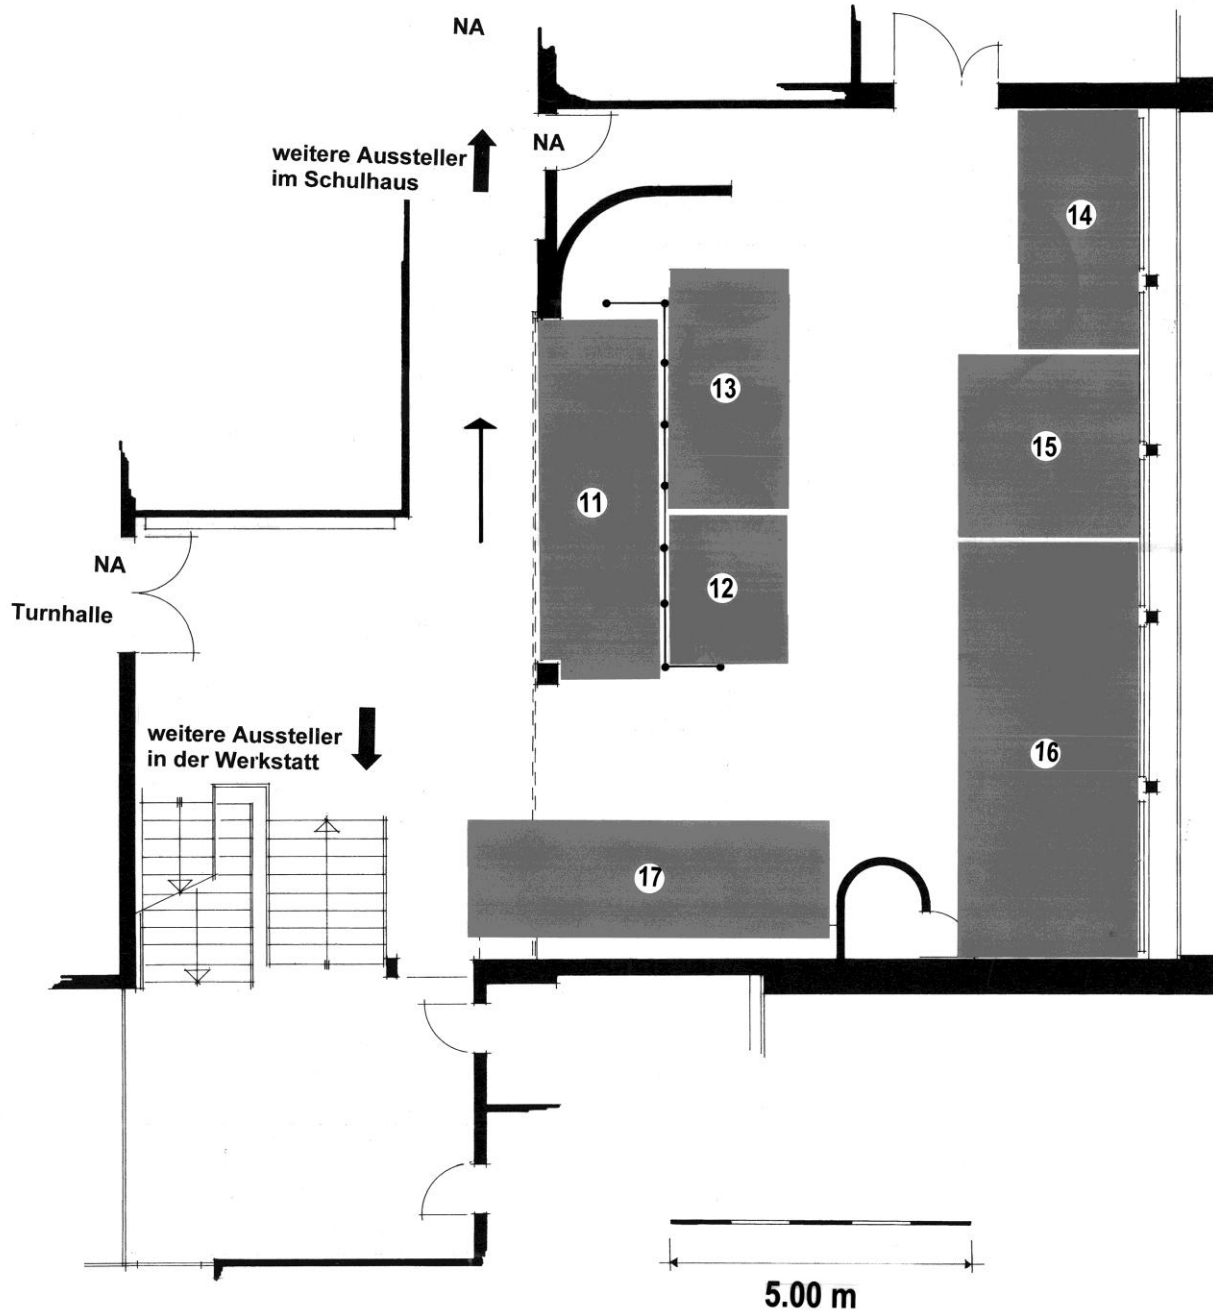 NA
NA
weitere Aussteller
im Schulhaus
14
13
15
11
NA
12
Turnhalle
weitere Aussteller
in der Werkstatt
16
17
5.00 m